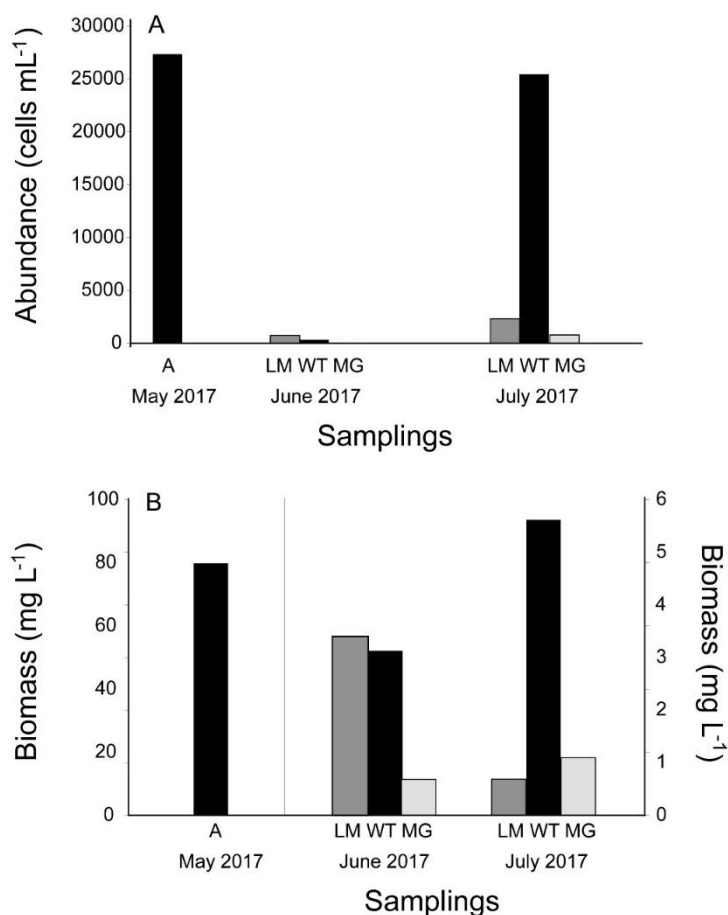 A
Abundance (cells mL⁻¹)
30000
25000
20000
15000
10000
5000
0
A
LM WT MG
LM WT MG
May 2017
June 2017
July 2017
Samplings
B
Biomass (mg L⁻¹)
100
80
60
40
20
0
6
5
4
3
2
1
0
Biomass (mg L⁻¹)
A
LM WT MG
LM WT MG
May 2017
June 2017
July 2017
Samplings